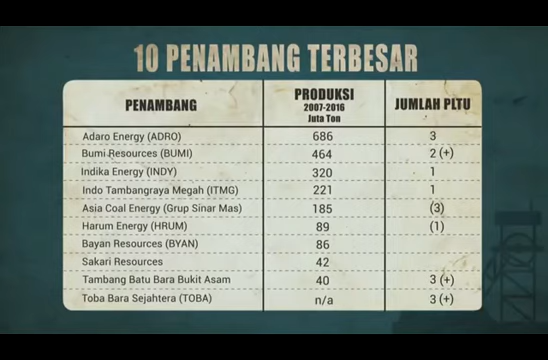 10 PENAMBANG TERBESAR
PENAMBANG PRODUKSI 2007-2016 Juta Ton JUMLAH PLTU
Adaro Energy (ADRO) 686 3
Bumi Resources (BUMI) 464 2 (+)
Indika Energy (INDY) 320 1
Indo Tambangraya Megah (ITMG) 221 1
Asia Coal Energy (Grup Sinar Mas) 185 (3)
Harum Energy (HRUM) 89 (1)
Bayan Resources (BYAN) 86
Sakari Resources 42
Tambang Batu Bara Bukit Asam 40 3 (+)
Toba Bara Sejahtera (TOBA) n/a 3 (+)